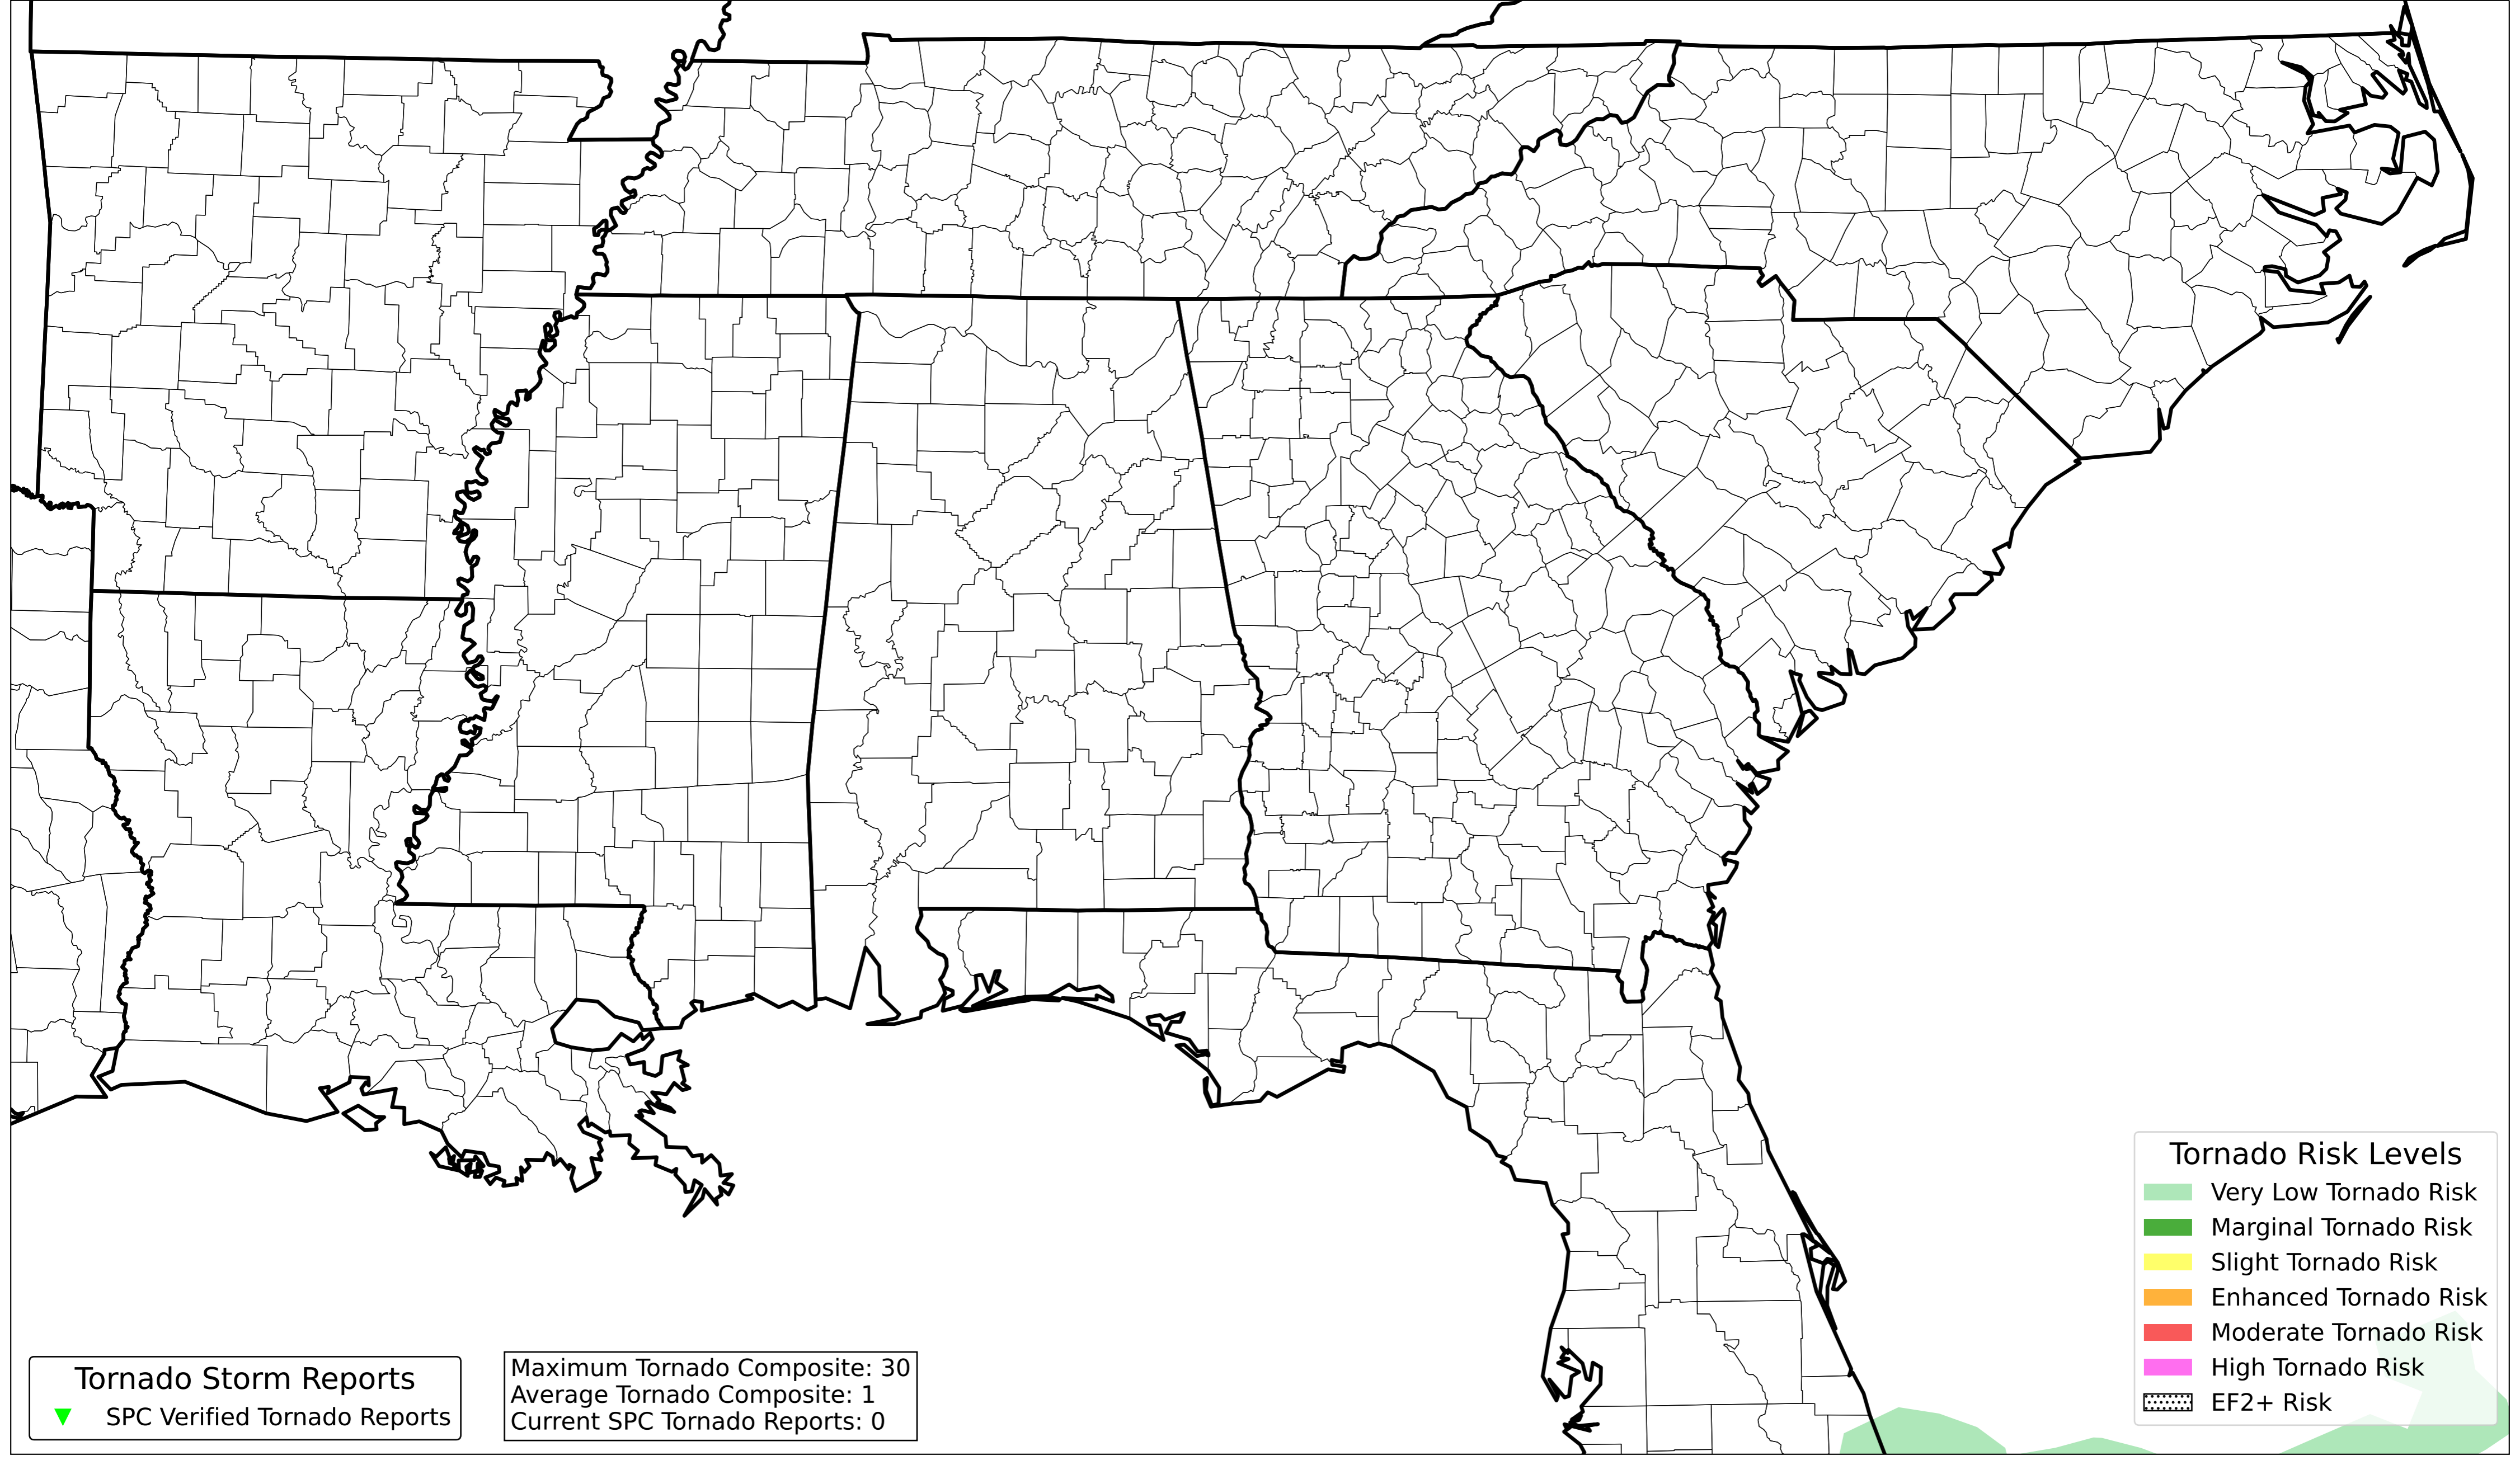 Tornado Risk Levels
Very Low Tornado Risk
Marginal Tornado Risk
Slight Tornado Risk
Enhanced Tornado Risk
Moderate Tornado Risk
High Tornado Risk
EF2+ Risk
Tornado Storm Reports
SPC Verified Tornado Reports
Maximum Tornado Composite: 30
Average Tornado Composite: 1
Current SPC Tornado Reports: 0